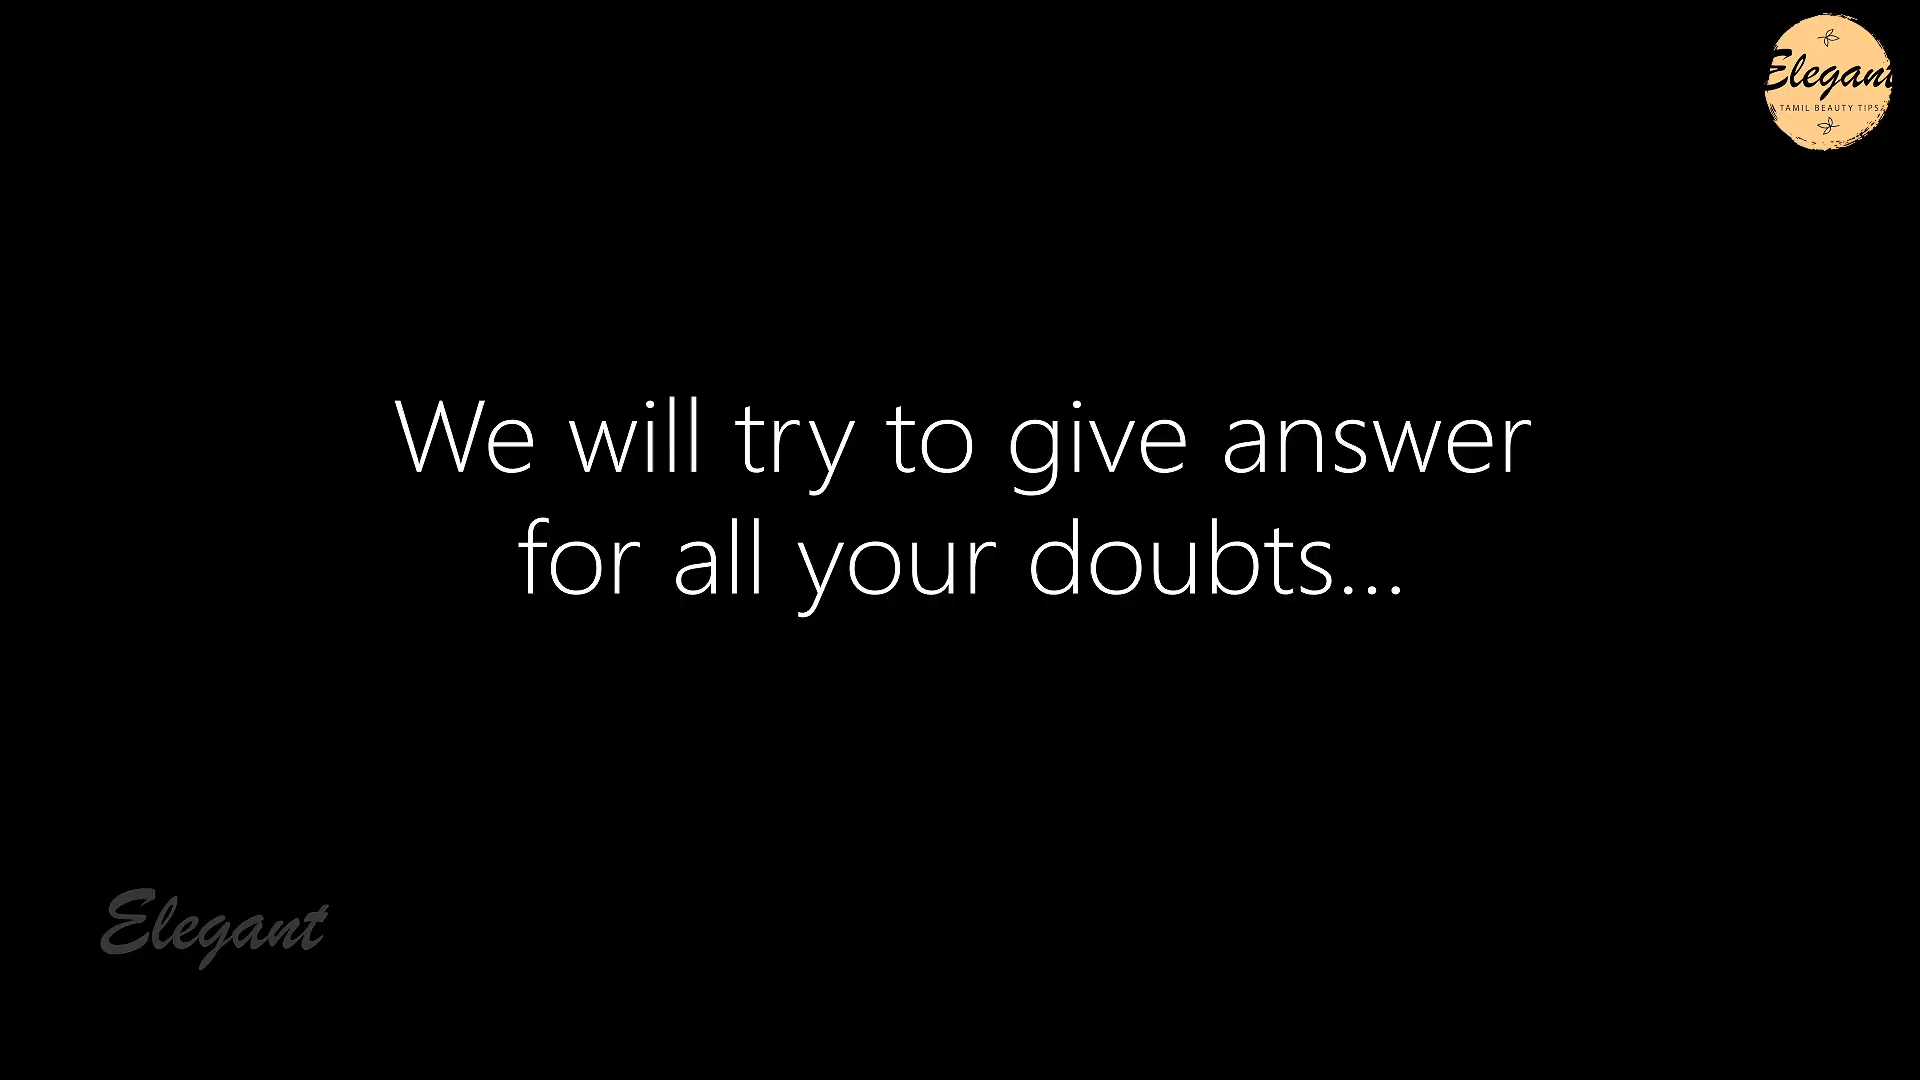 Elegant
TAMIL BEAUTY TIPS
We will try to give answer
for all your doubts...
Elegant